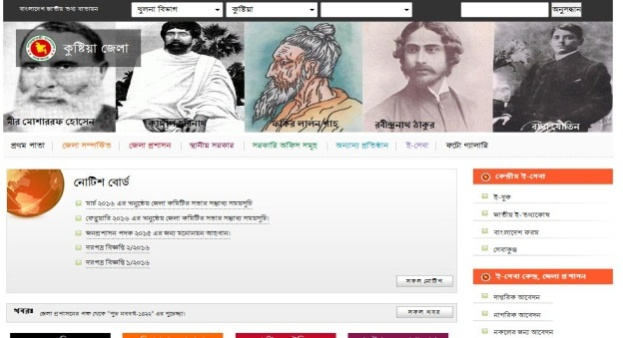 বাংলাদেশ জাতীয় তথ্য বাতায়ন
খুলনা বিভাগ
কুষ্টিয়া
অনুসন্ধান
কুষ্টিয়া জেলা
মীর মোশাররফ হোসেন
কাঙ্গাল হরিনাথ
ফকির লালন শাহ
রবীন্দ্রনাথ ঠাকুর
বাঘা যতিন
প্রথম পাতা
জেলা সম্পর্কিত
জেলা প্রশাসন
স্থানীয় সরকার
সরকারি অফিস সমূহ
অন্যান্য প্রতিষ্ঠান
ই-সেবা
ফটো গ্যালারি
নোটিশ বোর্ড
মার্চ ২০১৬ এর অনুষ্ঠেয় জেলা কমিটির সভার সম্ভাব্য সময়সূচি
ফেব্রুয়ারি ২০১৬ এর অনুষ্ঠেয় জেলা কমিটির সভার সম্ভাব্য সময়সূচি।
জনপ্রশাসন পদক ২০১৫ এর জন্য মনোনয়ন আহবান।
দরপত্র বিজ্ঞপ্তি ২/২০১৬
দরপত্র বিজ্ঞপ্তি ১/২০১৬
সকল নোটিশ
খবর:
জেলা প্রশাসনের পক্ষ থেকে "শুভ নববর্ষ-১৪২২" এর শুভেচ্ছা।
সকল খবর
কেন্দ্রীয় ই-সেবা
ই-বুক
জাতীয় ই-তথ্যকোষ
বাংলাদেশ ফরম
সেবাকুঞ্জ
ই-সেবা কেন্দ্র, জেলা প্রশাসন
দাপ্তরিক আবেদন
নাগরিক আবেদন
নকলের জন্য আবেদন